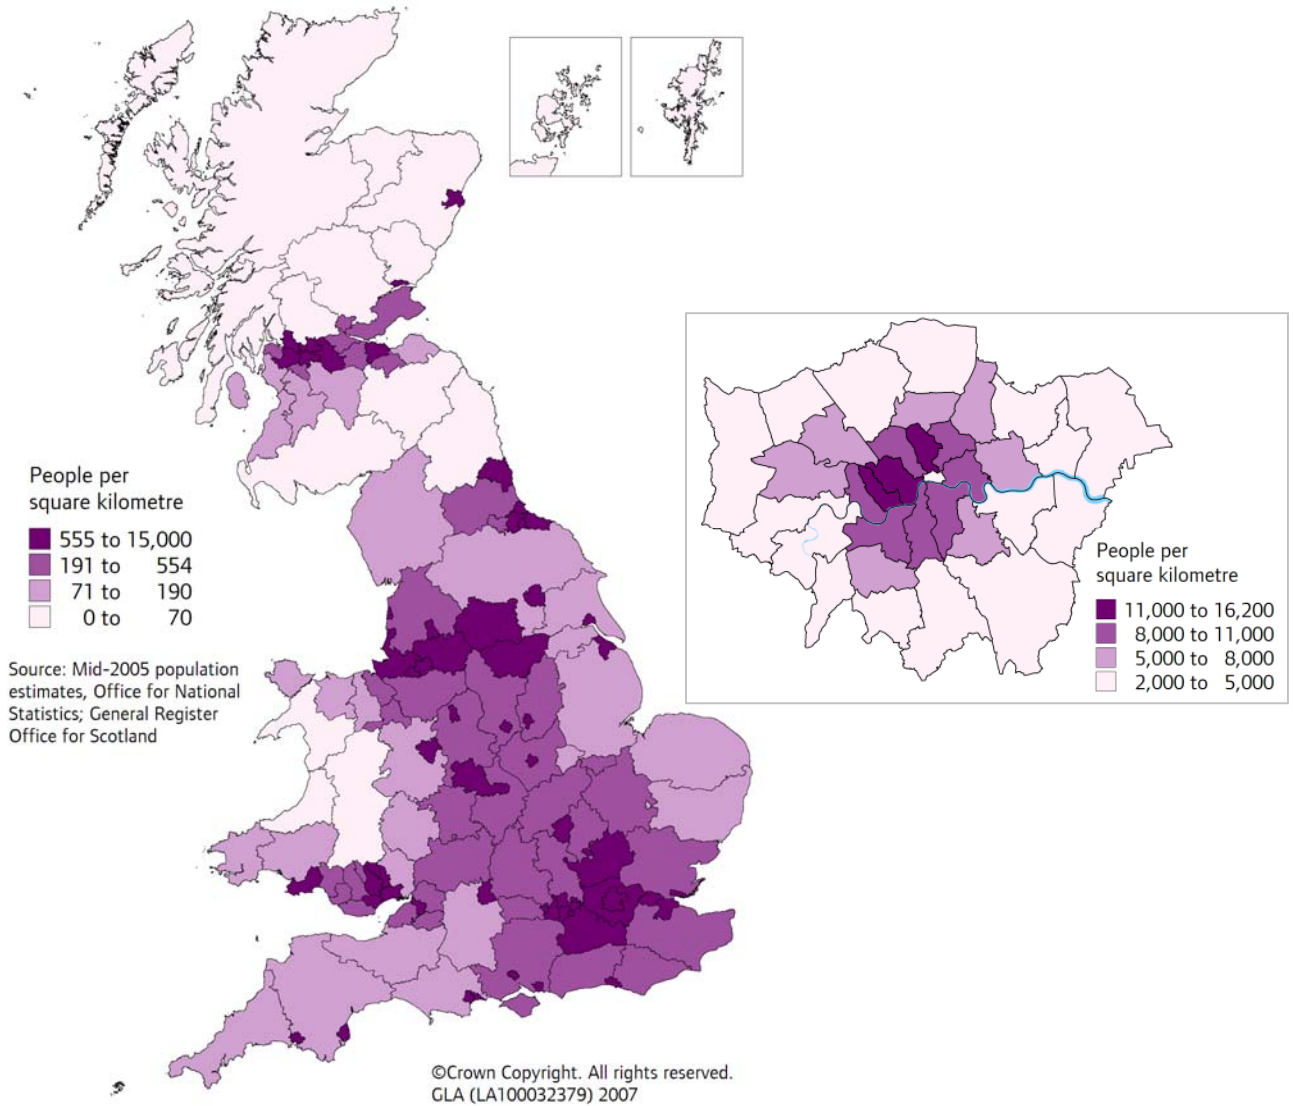 People per
square kilometre
555 to 15,000
191 to 554
71 to 190
0 to 70
Source: Mid-2005 population
estimates, Office for National
Statistics; General Register
Office for Scotland
People per
square kilometre
11,000 to 16,200
8,000 to 11,000
5,000 to 8,000
2,000 to 5,000
©Crown Copyright. All rights reserved.
GLA (LA100032379) 2007